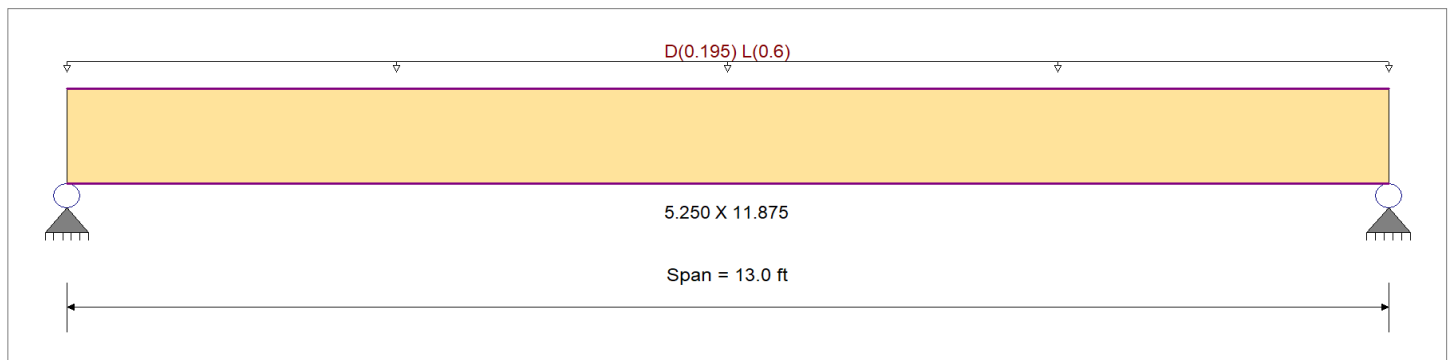 D(0.195) L(0.6)
5.250 X 11.875
Span = 13.0 ft